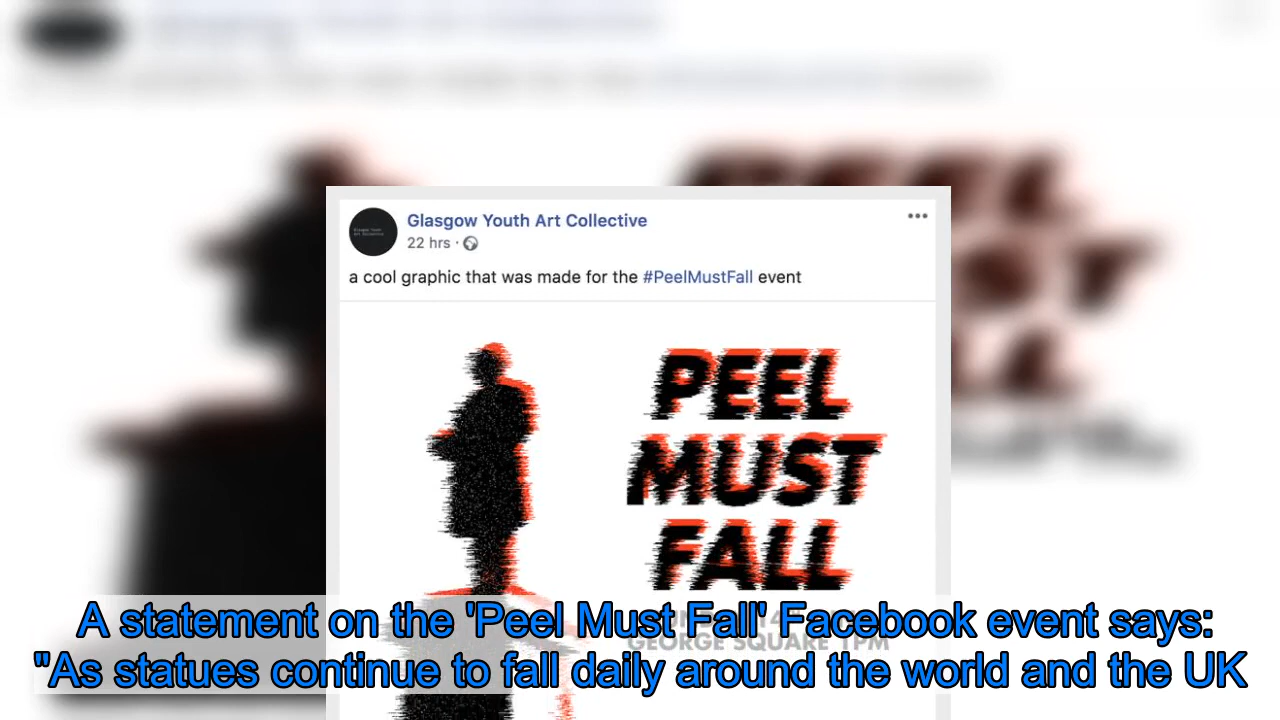 Glasgow Youth Art Collective
22 hrs ·
a cool graphic that was made for the #PeelMustFall event
PEEL
MUST
FALL
GEORGE SQUARE 1PM
A statement on the 'Peel Must Fall' Facebook event says:
"As statues continue to fall daily around the world and the UK